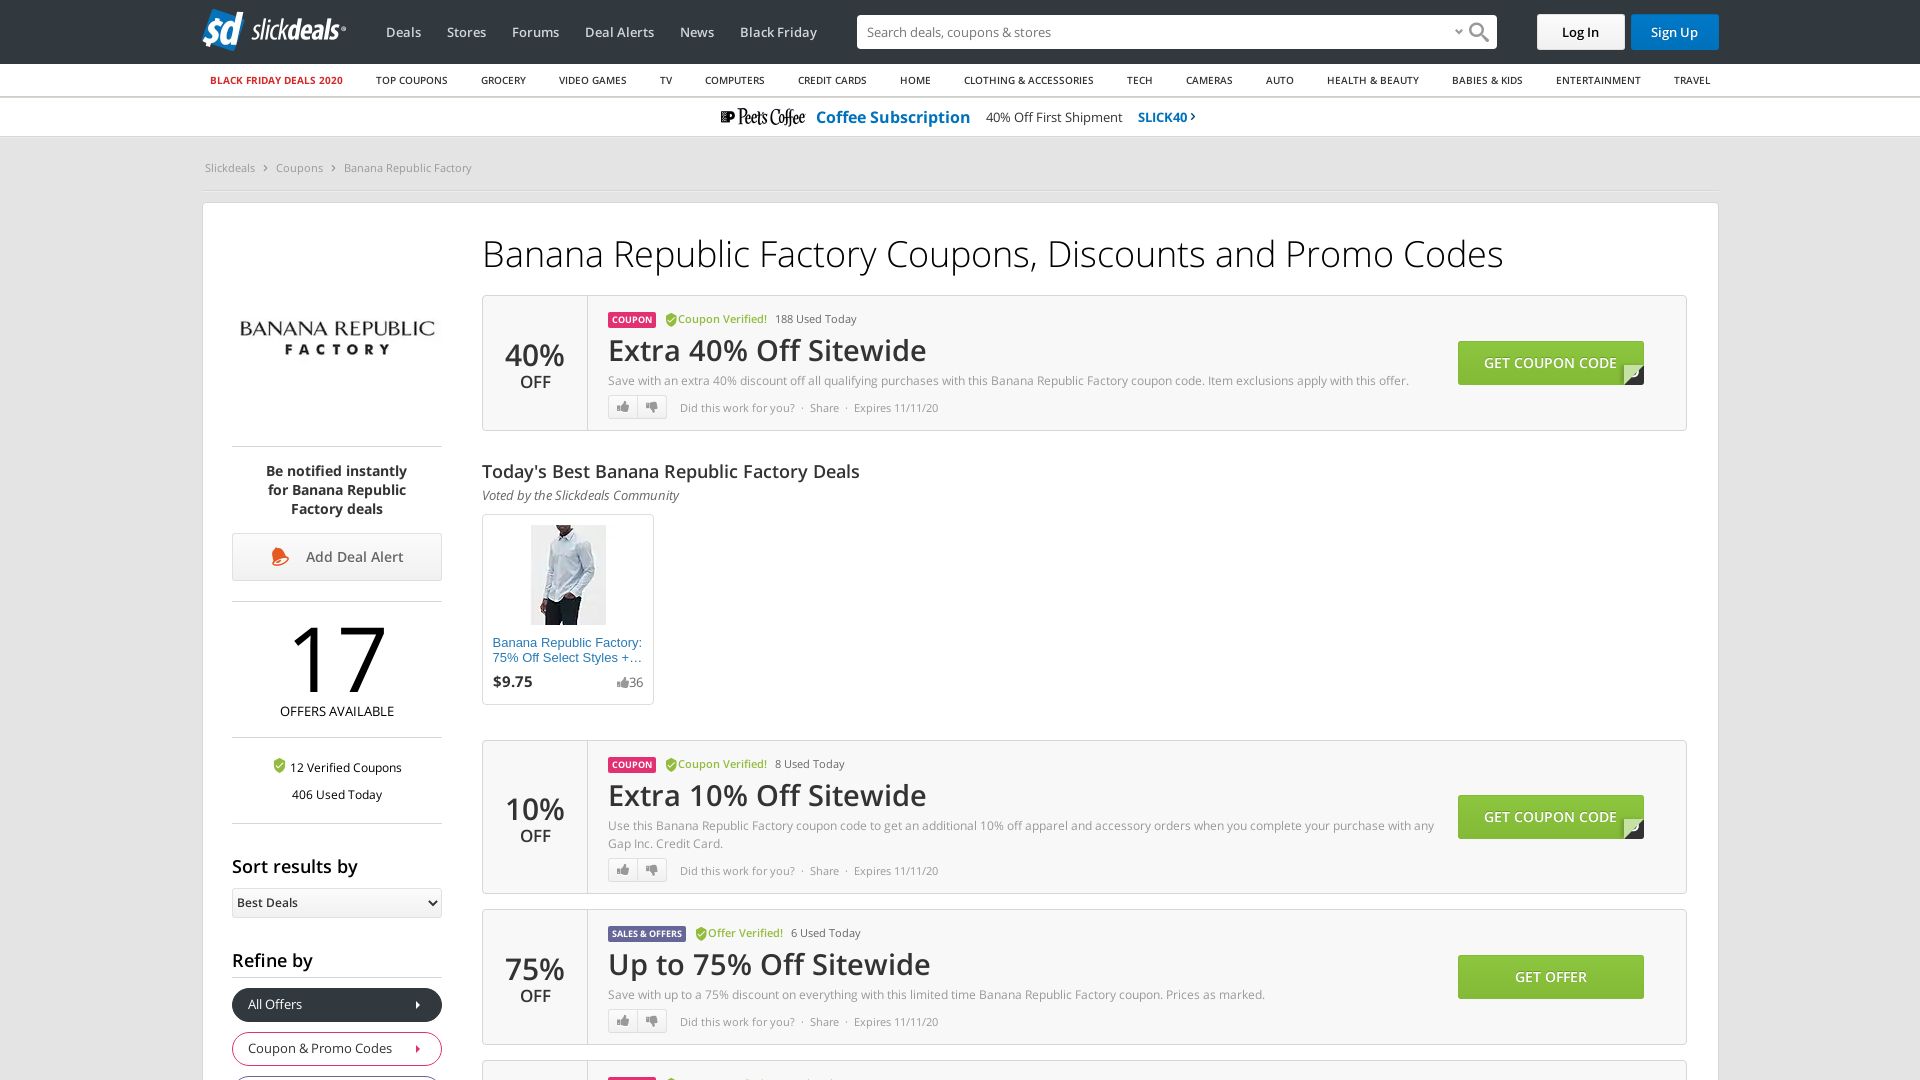 slickdeals
Deals
Stores
Forums
Deal Alerts
News
Black Friday
Search deals, coupons & stores
Log In
Sign Up
BLACK FRIDAY DEALS 2020
TOP COUPONS
GROCERY
VIDEO GAMES
TV
COMPUTERS
CREDIT CARDS
HOME
CLOTHING & ACCESSORIES
TECH
CAMERAS
AUTO
HEALTH & BEAUTY
BABIES & KIDS
ENTERTAINMENT
TRAVEL
Peet's Coffee Coffee Subscription 40% Off First Shipment SLICK40
Slickdeals > Coupons > Banana Republic Factory
BANANA REPUBLIC
FACTORY
Be notified instantly
for Banana Republic
Factory deals
Add Deal Alert
17
OFFERS AVAILABLE
12 Verified Coupons
406 Used Today
Sort results by
Best Deals
Refine by
All Offers
Coupon & Promo Codes
Banana Republic Factory Coupons, Discounts and Promo Codes
40%
OFF
COUPON Coupon Verified! 188 Used Today
Extra 40% Off Sitewide
Save with an extra 40% discount off all qualifying purchases with this Banana Republic Factory coupon code. Item exclusions apply with this offer.
Did this work for you? · Share · Expires 11/11/20
GET COUPON CODE
Today's Best Banana Republic Factory Deals
Voted by the Slickdeals Community
Banana Republic Factory:
75% Off Select Styles +…
$9.75
36
10%
OFF
COUPON Coupon Verified! 8 Used Today
Extra 10% Off Sitewide
Use this Banana Republic Factory coupon code to get an additional 10% off apparel and accessory orders when you complete your purchase with any
Gap Inc. Credit Card.
Did this work for you? · Share · Expires 11/11/20
GET COUPON CODE
75%
OFF
SALES & OFFERS Offer Verified! 6 Used Today
Up to 75% Off Sitewide
Save with up to a 75% discount on everything with this limited time Banana Republic Factory coupon. Prices as marked.
Did this work for you? · Share · Expires 11/11/20
GET OFFER